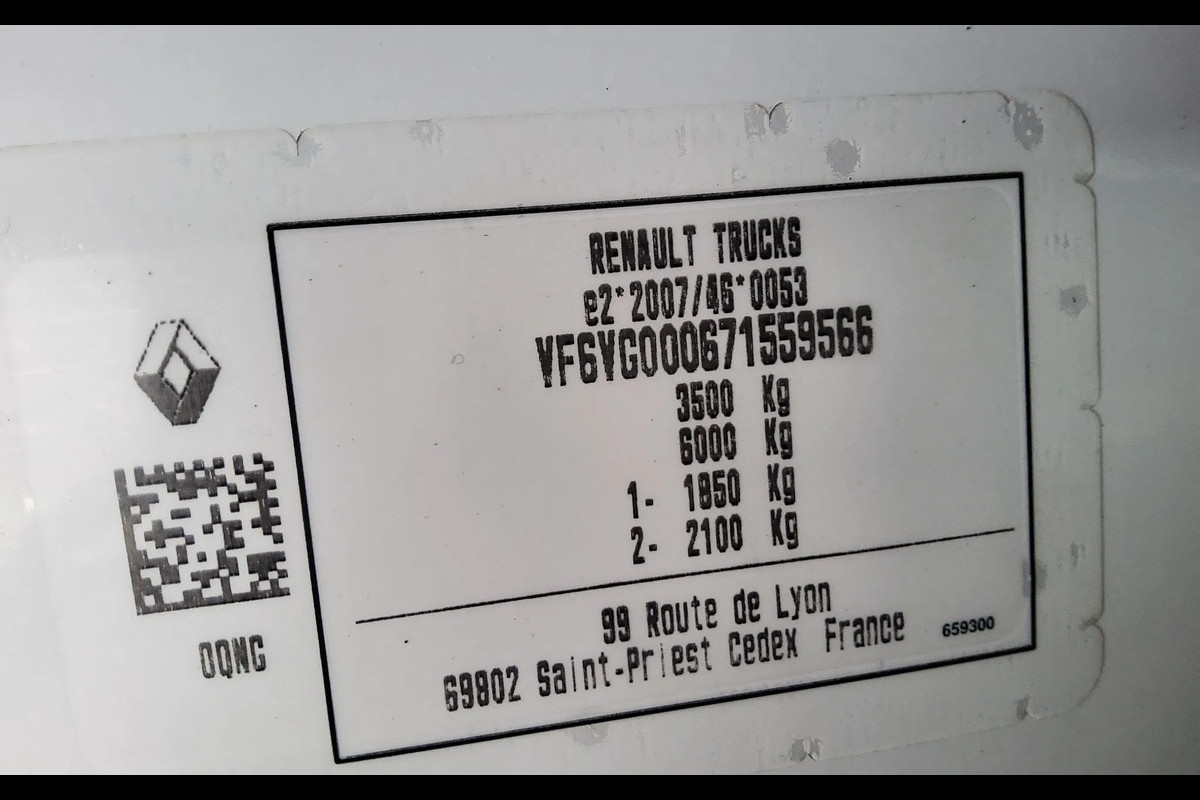 RENAULT TRUCKS
e2*2007/46*0053
VF6VG000671559566
3500 Kg
6000 Kg
1- 1850 Kg
2- 2100 Kg
99 Route de Lyon
69802 Saint-Priest Cedex France
659300
OQNG